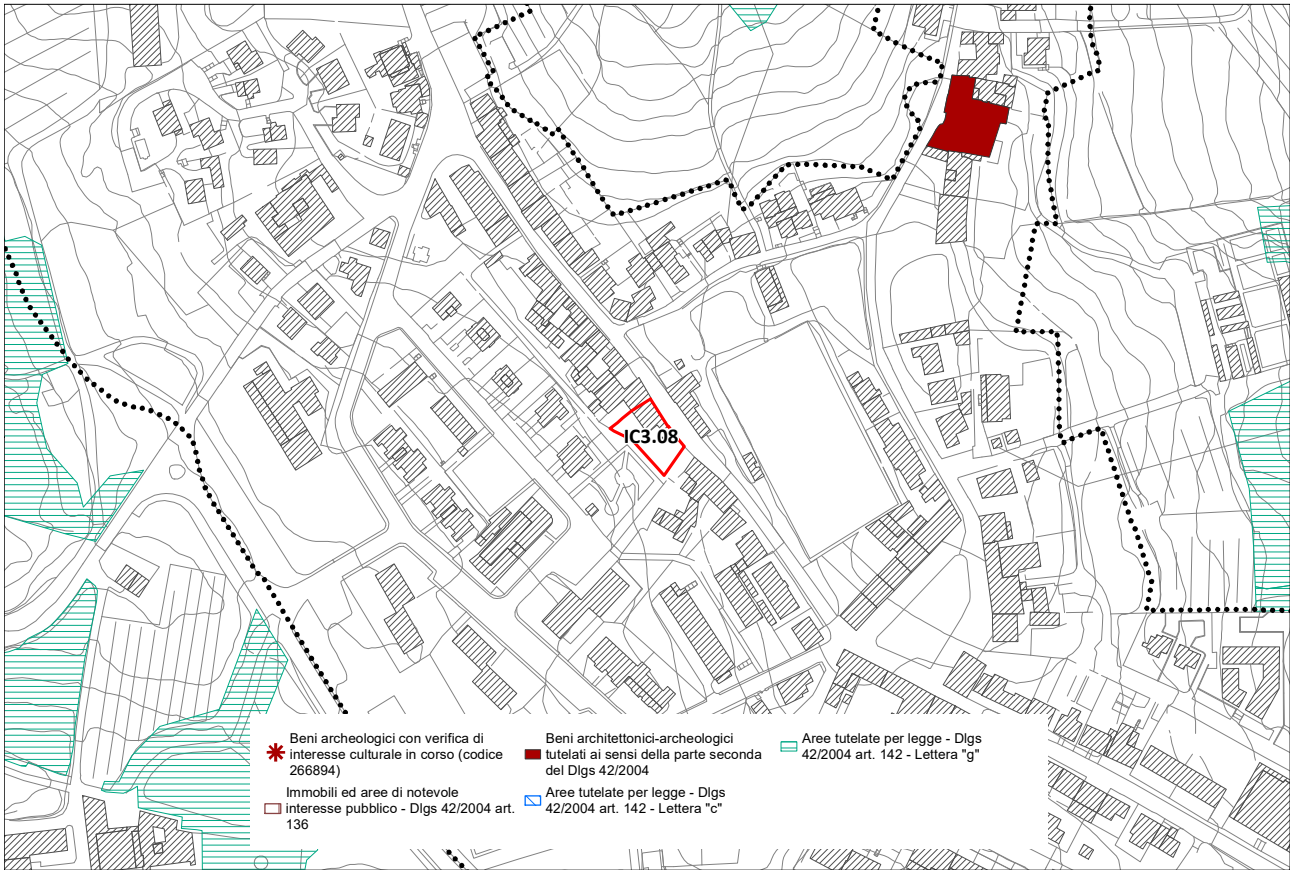 IC3.08
Beni archeologici con verifica di
interesse culturale in corso (codice
266894)
Immobili ed aree di notevole
interesse pubblico - Dlgs 42/2004 art.
136
Beni architettonici-archeologici
tutelati ai sensi della parte seconda
del Dlgs 42/2004
Aree tutelate per legge - Dlgs
42/2004 art. 142 - Lettera "c"
Aree tutelate per legge - Dlgs
42/2004 art. 142 - Lettera "g"